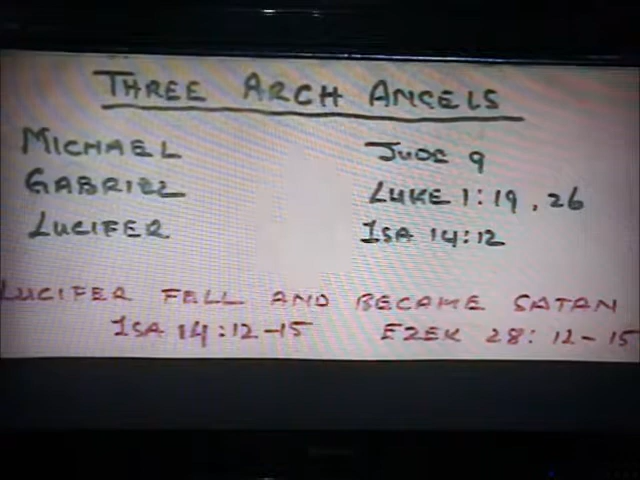 THREE ARCH ANGELS
MICHAEL JUDE 9
GABRIEL LUKE 1:19, 26
LUCIFER ISA 14:12
LUCIFER FELL AND BECAME SATAN
ISA 14:12-15 EZEK 28:12-15